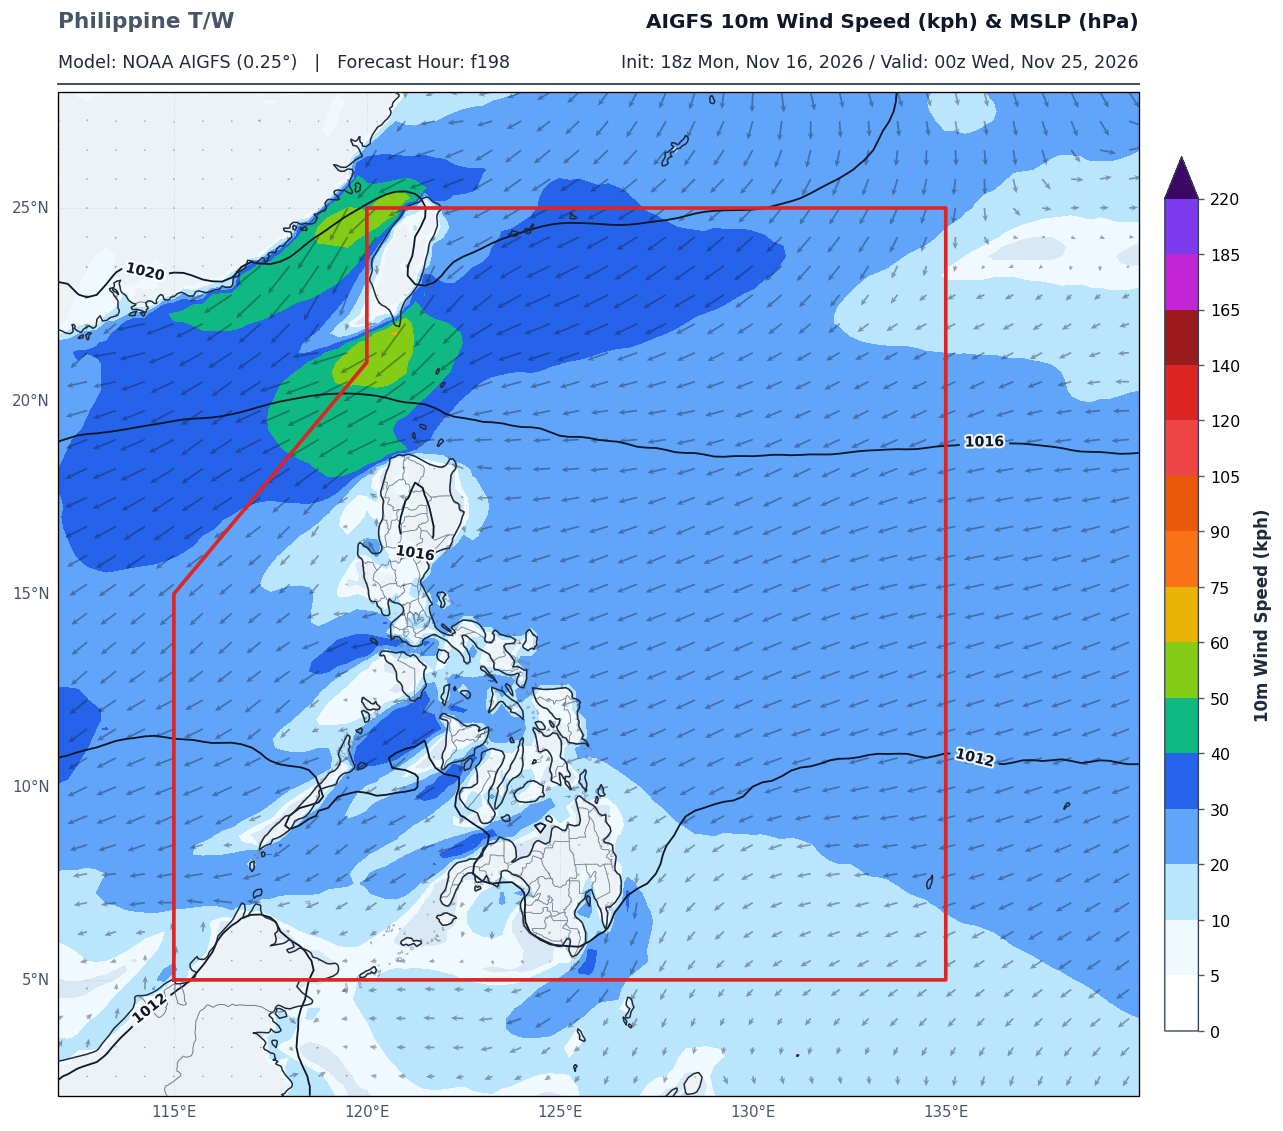 Philippine T/W
AIGFS 10m Wind Speed (kph) & MSLP (hPa)
Model: NOAA AIGFS (0.25°)   |   Forecast Hour: f198
Init: 18z Mon, Nov 16, 2026 / Valid: 00z Wed, Nov 25, 2026
25°N
20°N
15°N
10°N
5°N
115°E
120°E
125°E
130°E
135°E
1020
1016
1016
1012
1012
220
185
165
140
120
105
90
75
60
50
40
30
20
10
5
0
10m Wind Speed (kph)